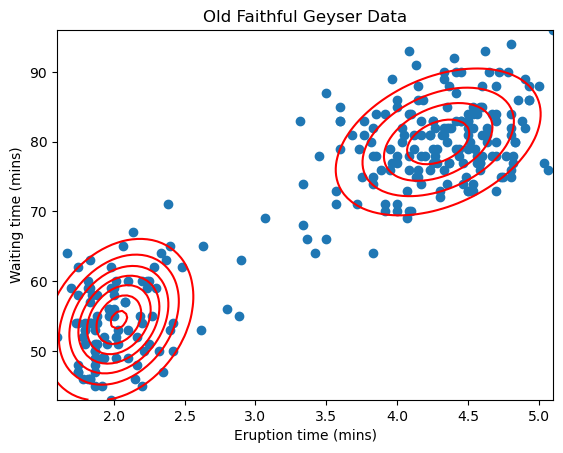 Old Faithful Geyser Data
90
80
70
60
50
Waiting time (mins)
2.0 2.5 3.0 3.5 4.0 4.5 5.0
Eruption time (mins)